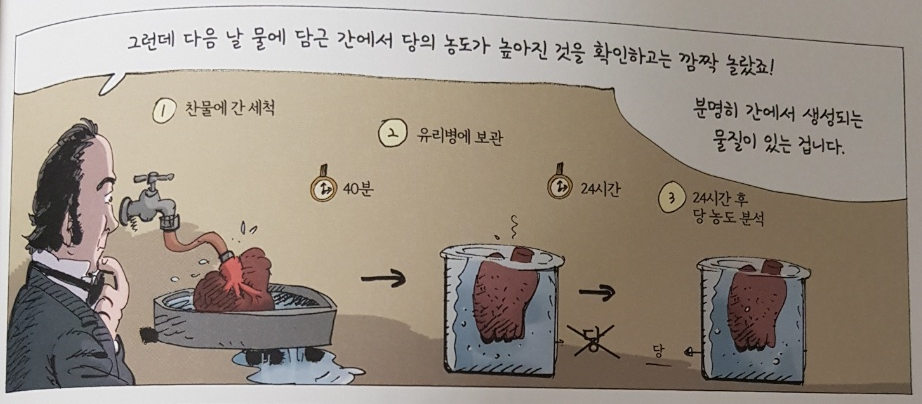 그런데 다음 날 물에 담근 간에서 당의 농도가 높아진 것을 확인하고는 깜짝 놀랐죠!
분명히 간에서 생성되는
물질이 있는 겁니다.
1 찬물에 간 세척
40분
2 유리병에 보관
24시간
3 24시간 후
당 농도 분석
당
당